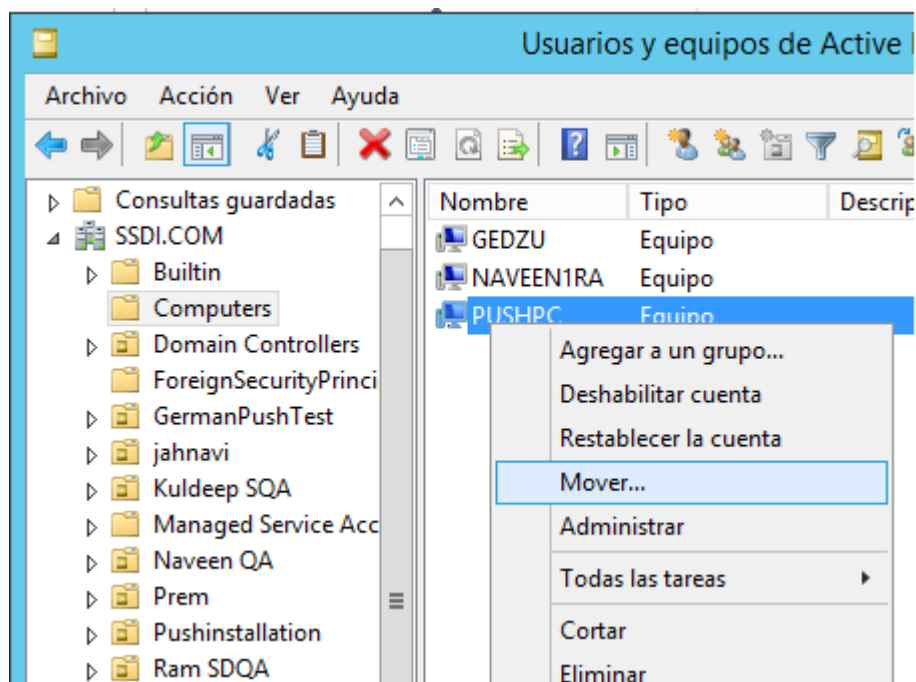 Usuarios y equipos de Active
Archivo Acción Ver Ayuda
Consultas guardadas
SSDI.COM
Builtin
Computers
Domain Controllers
ForeignSecurityPrinci
GermanPushTest
jahnavi
Kuldeep SQA
Managed Service Acc
Naveen QA
Prem
Pushinstallation
Ram SDQA
Nombre Tipo Descrip
GEDZU Equipo
NAVEEN1RA Equipo
PUSHPC Equipo
Agregar a un grupo...
Deshabilitar cuenta
Restablecer la cuenta
Mover...
Administrar
Todas las tareas
Cortar
Eliminar